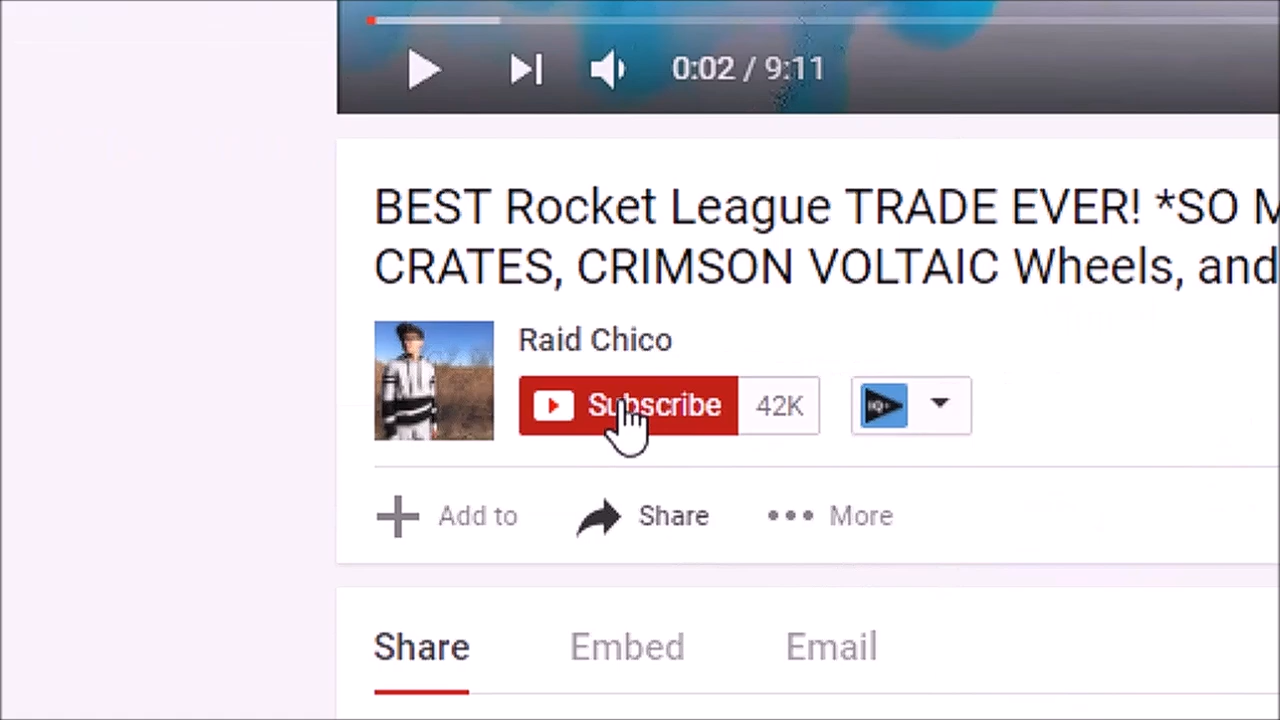 0:02 / 9:11
BEST Rocket League TRADE EVER! *SO M
CRATES, CRIMSON VOLTAIC Wheels, and
Raid Chico
Subscribe 42K
IQ+
Add to Share More
Share Embed Email